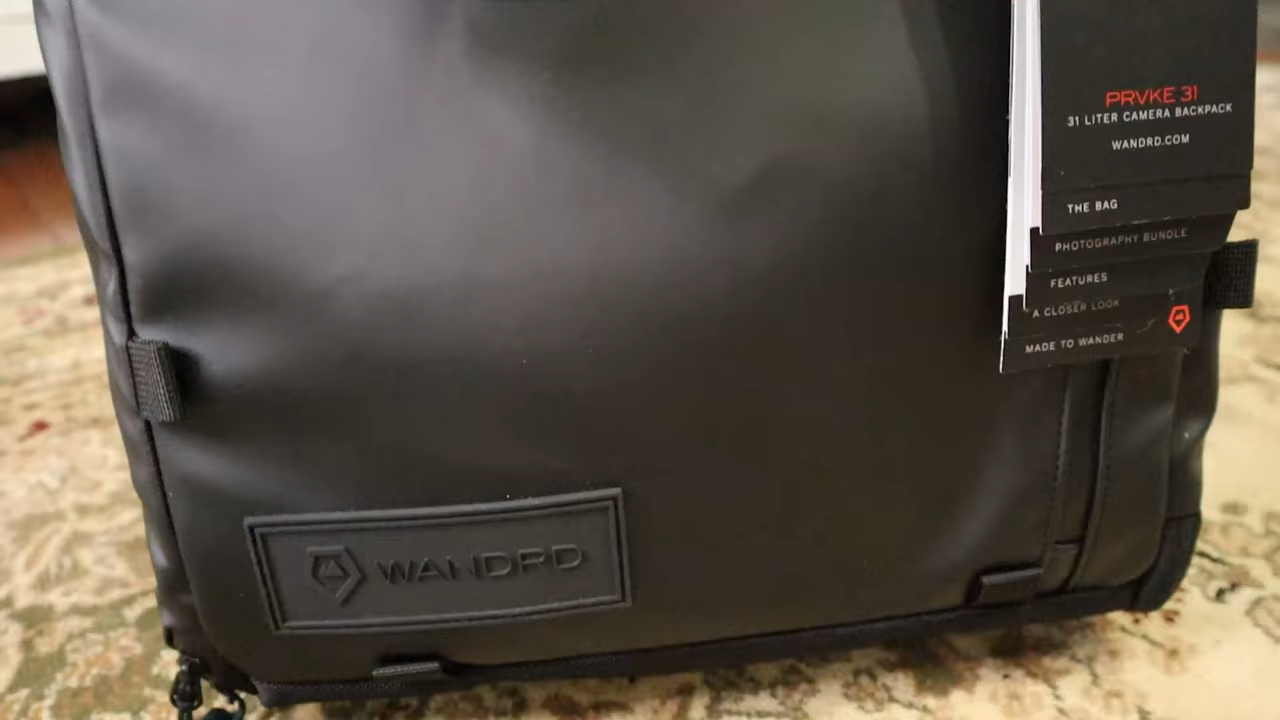 PRVKE 31
31 LITER CAMERA BACKPACK
WANDRD.COM
THE BAG
PHOTOGRAPHY BUNDLE
FEATURES
A CLOSER LOOK
MADE TO WANDER
WANDRD